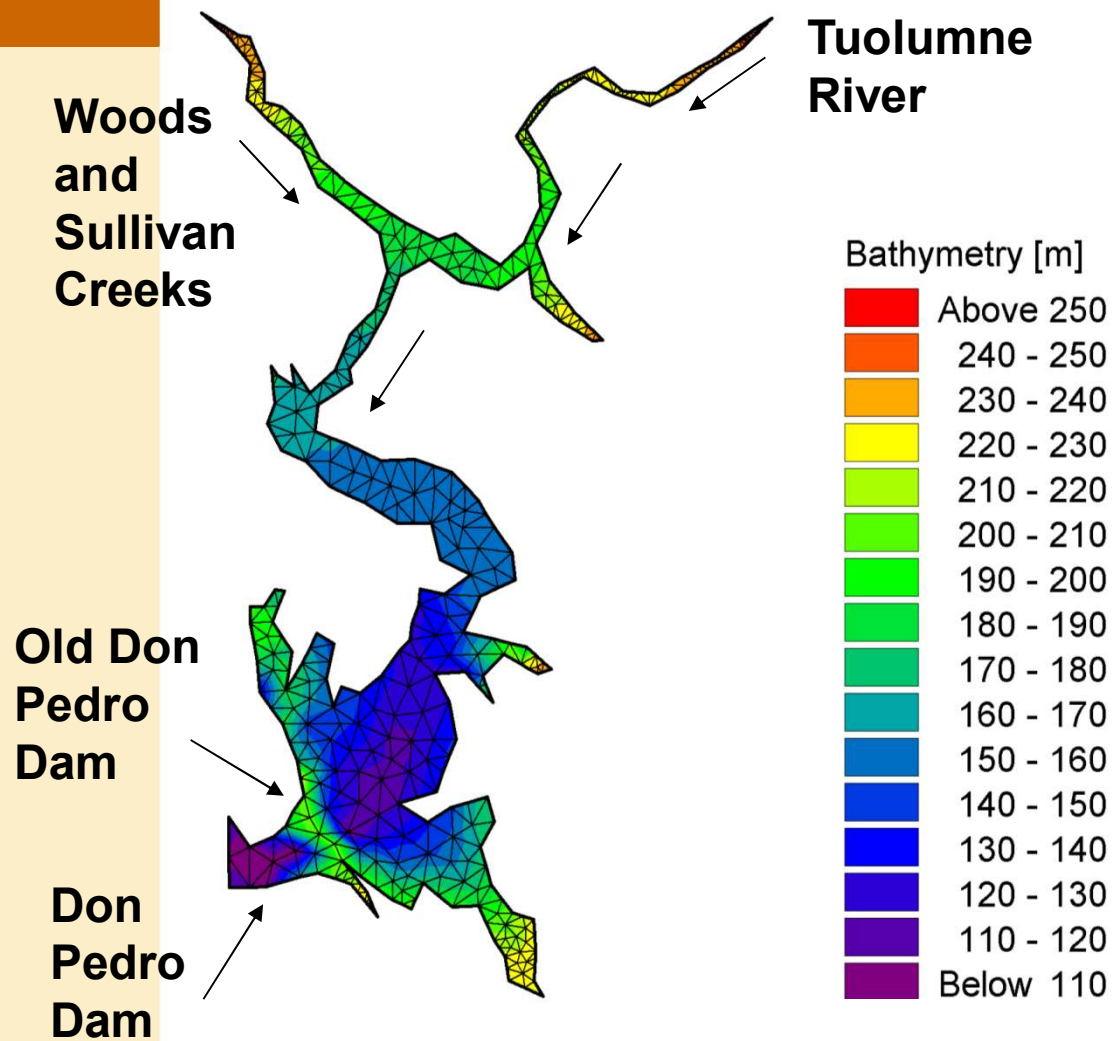 Tuolumne
River
Woods
and
Sullivan
Creeks
Bathymetry [m]
Above 250
240 - 250
230 - 240
220 - 230
210 - 220
200 - 210
190 - 200
180 - 190
170 - 180
160 - 170
150 - 160
140 - 150
130 - 140
120 - 130
110 - 120
Below 110
Old Don
Pedro
Dam
Don
Pedro
Dam